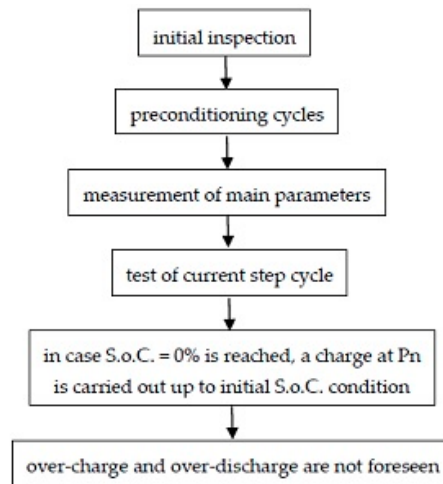 initial inspection
preconditioning cycles
measurement of main parameters
test of current step cycle
in case S.o.C. = 0% is reached, a charge at Pn
is carried out up to initial S.o.C. condition
over-charge and over-discharge are not foreseen